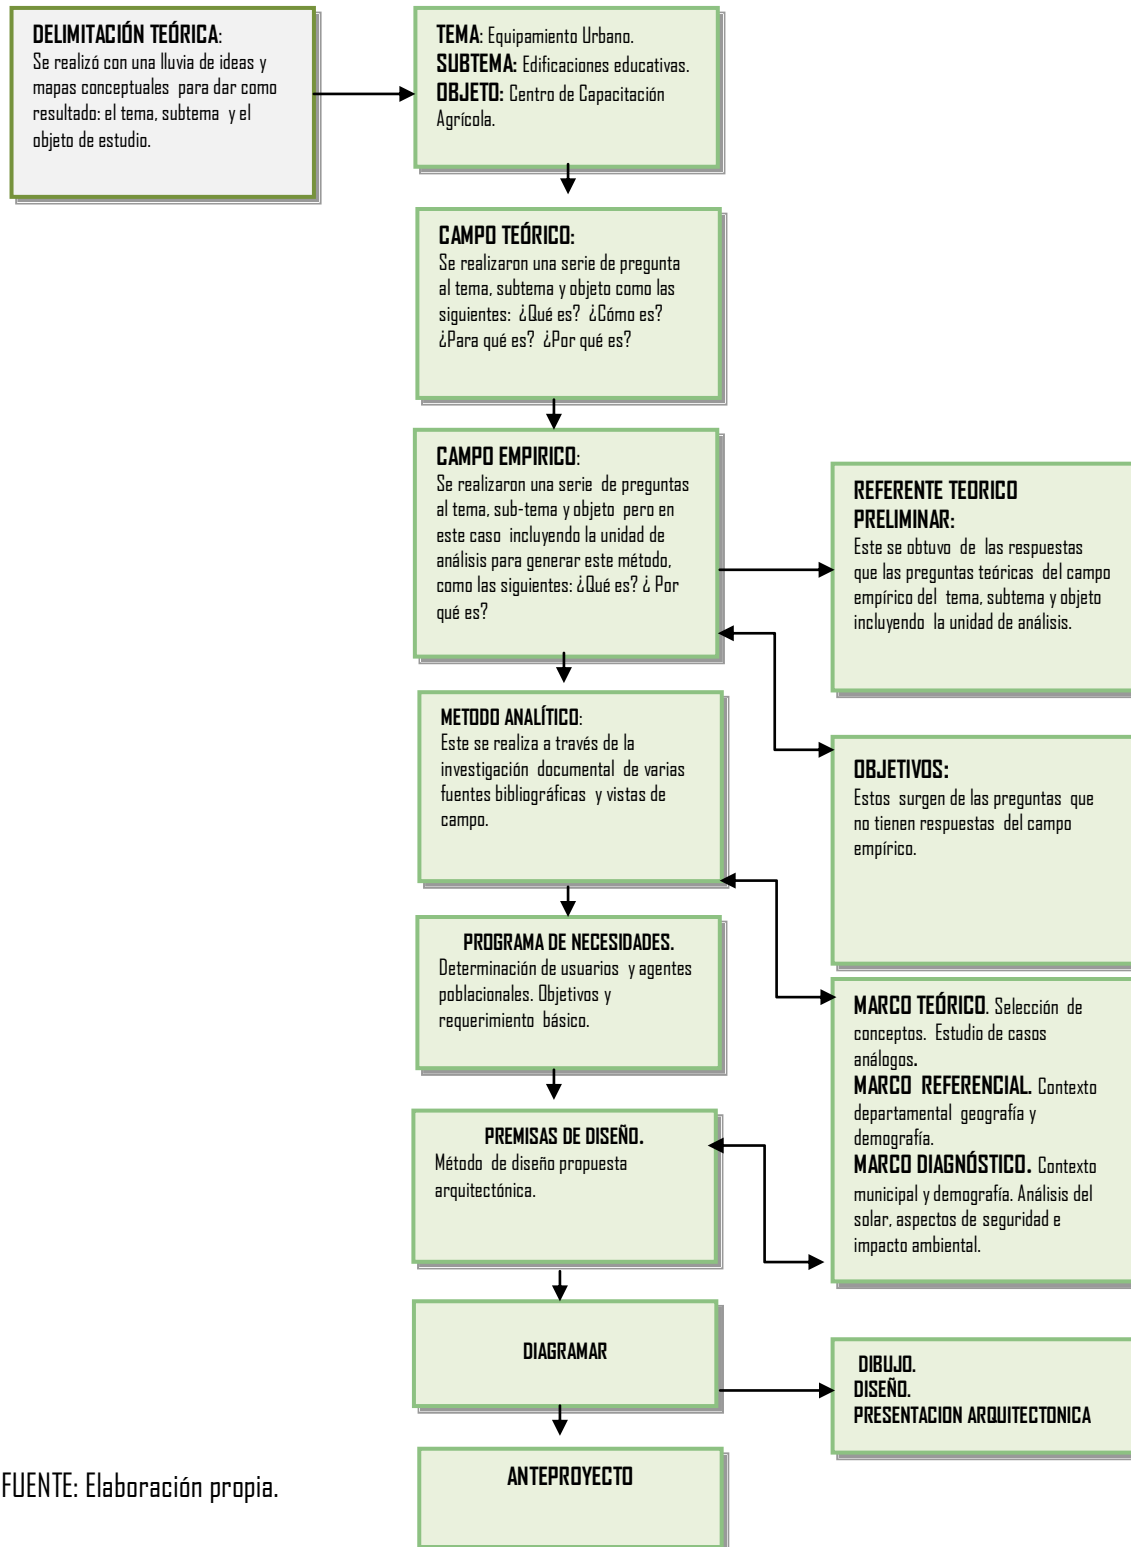 DELIMITACIÓN TEÓRICA:
Se realizó con una lluvia de ideas y
mapas conceptuales para dar como
resultado: el tema, subtema y el
objeto de estudio.
TEMA: Equipamiento Urbano.
SUBTEMA: Edificaciones educativas.
OBJETO: Centro de Capacitación
Agrícola.
CAMPO TEÓRICO:
Se realizaron una serie de pregunta
al tema, subtema y objeto como las
siguientes: ¿Qué es? ¿Cómo es?
¿Para qué es? ¿Por qué es?
CAMPO EMPIRICO:
Se realizaron una serie de preguntas
al tema, sub-tema y objeto pero en
este caso incluyendo la unidad de
análisis para generar este método,
como las siguientes: ¿Qué es? ¿ Por
qué es?
REFERENTE TEORICO
PRELIMINAR:
Este se obtuvo de las respuestas
que las preguntas teóricas del campo
empírico del tema, subtema y objeto
incluyendo la unidad de análisis.
METODO ANALÍTICO:
Este se realiza a través de la
investigación documental de varias
fuentes bibliográficas y vistas de
campo.
OBJETIVOS:
Estos surgen de las preguntas que
no tienen respuestas del campo
empírico.
PROGRAMA DE NECESIDADES.
Determinación de usuarios y agentes
poblacionales. Objetivos y
requerimiento básico.
MARCO TEÓRICO. Selección de
conceptos. Estudio de casos
análogos.
MARCO REFERENCIAL. Contexto
departamental geografía y
demografía.
MARCO DIAGNÓSTICO. Contexto
municipal y demografía. Análisis del
solar, aspectos de seguridad e
impacto ambiental.
PREMISAS DE DISEÑO.
Método de diseño propuesta
arquitectónica.
DIAGRAMAR
DIBUJO.
DISEÑO.
PRESENTACION ARQUITECTONICA
ANTEPROYECTO
FUENTE: Elaboración propia.